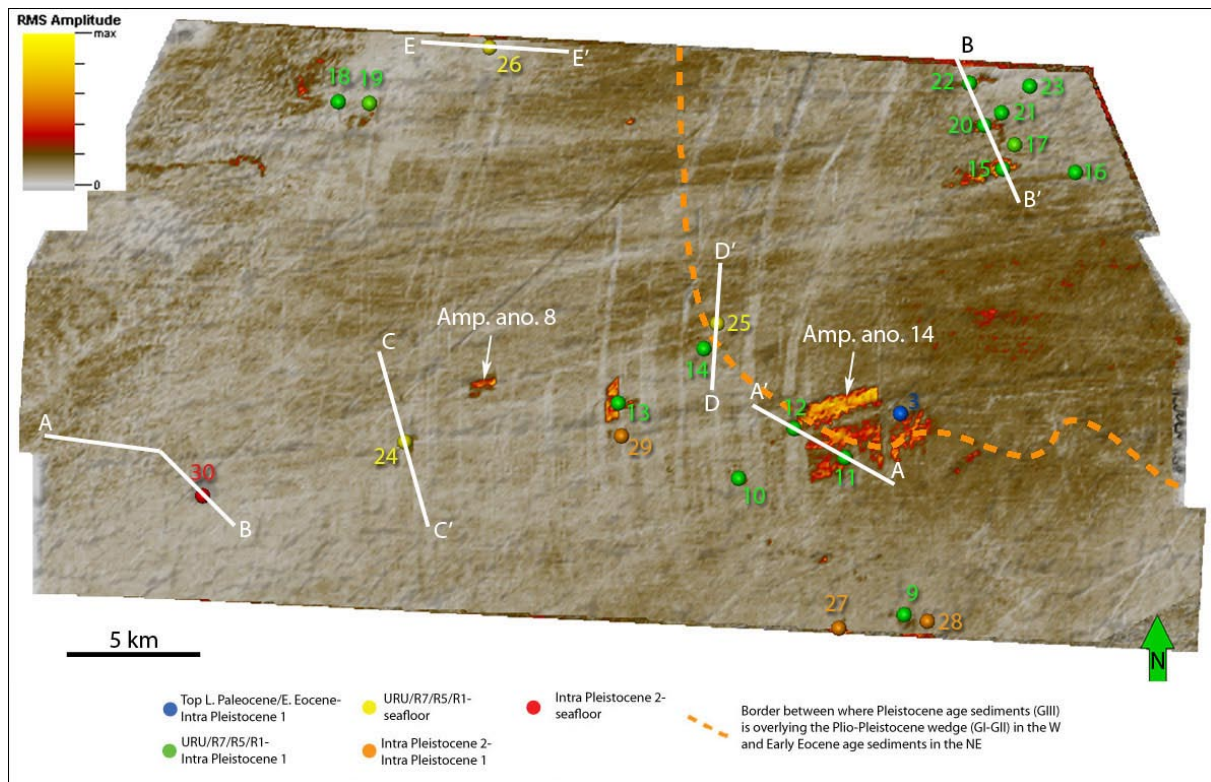 RMS Amplitude
max
0
E
E'
26
18
19
B
22
23
21
20
17
15
16
B'
D'
25
Amp. ano. 8
Amp. ano. 14
C
14
D
A'
3
12
13
A
29
24
11
A
10
30
B
C'
9
27
28
5 km
N
Top L. Paleocene/E. Eocene-
Intra Pleistocene 1
URU/R7/R5/R1-
seafloor
Intra Pleistocene 2-
seafloor
URU/R7/R5/R1-
Intra Pleistocene 1
Intra Pleistocene 2-
Intra Pleistocene 1
Border between where Pleistocene age sediments (GIII)
is overlying the Plio-Pleistocene wedge (GI-GII) in the W
and Early Eocene age sediments in the NE